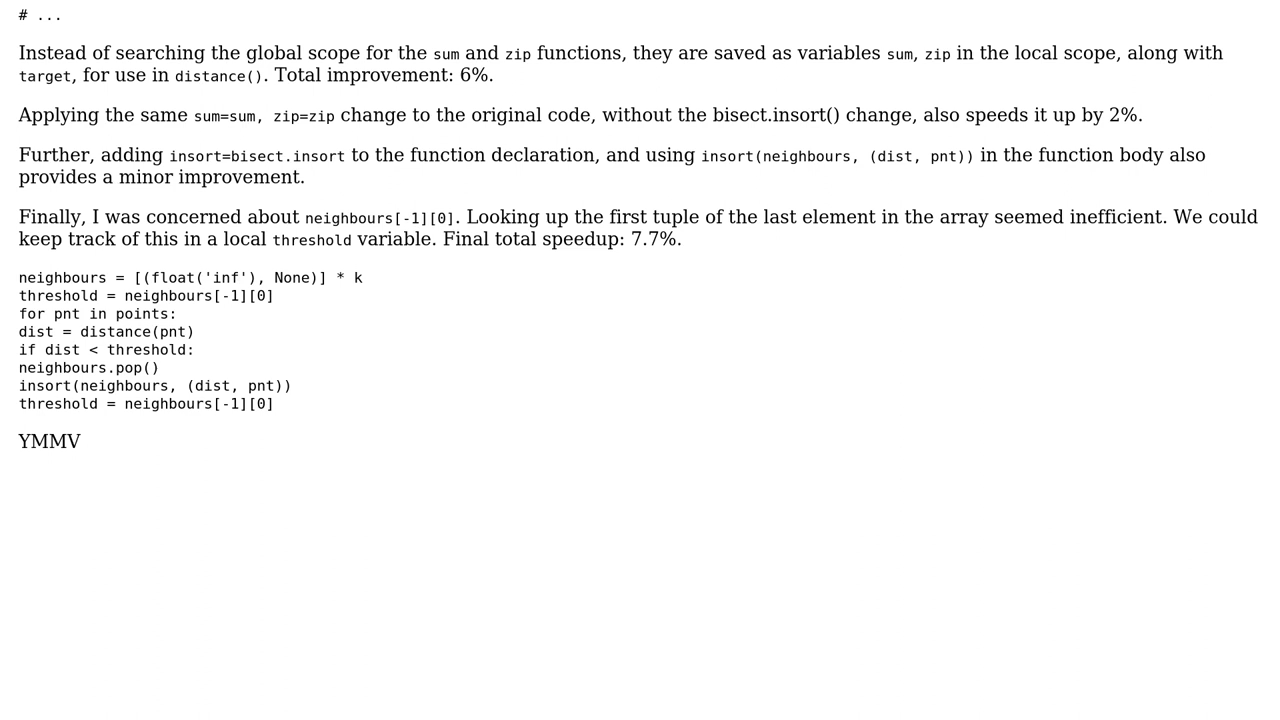 # ...
Instead of searching the global scope for the sum and zip functions, they are saved as variables sum, zip in the local scope, along with
target, for use in distance(). Total improvement: 6%.
Applying the same sum=sum, zip=zip change to the original code, without the bisect.insort() change, also speeds it up by 2%.
Further, adding insort=bisect.insort to the function declaration, and using insort(neighbours, (dist, pnt)) in the function body also
provides a minor improvement.
Finally, I was concerned about neighbours[-1][0]. Looking up the first tuple of the last element in the array seemed inefficient. We could
keep track of this in a local threshold variable. Final total speedup: 7.7%.
neighbours = [(float('inf'), None)] * k
threshold = neighbours[-1][0]
for pnt in points:
dist = distance(pnt)
if dist < threshold:
neighbours.pop()
insort(neighbours, (dist, pnt))
threshold = neighbours[-1][0]
YMMV